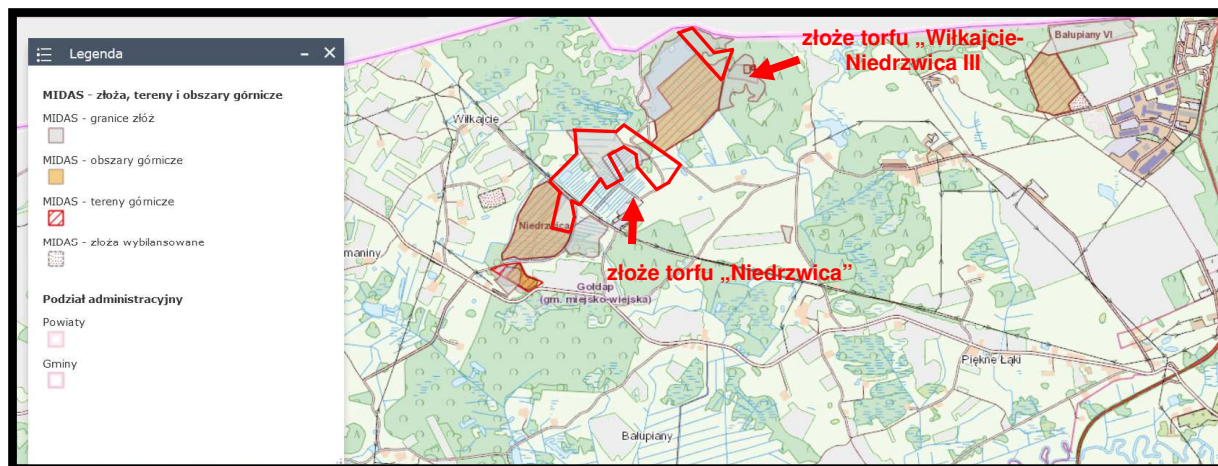 Legenda
MIDAS - złoża, tereny i obszary górnicze
MIDAS - granice złóż
MIDAS - obszary górnicze
MIDAS - tereny górnicze
MIDAS - złoża wybilansowane
Podział administracyjny
Powiaty
Gminy
złoże torfu „Wiłkajcie-
Niedrzwica III
Bałupiany VI
Wiłkajcie
Niedrzwica
maniny
złoże torfu „Niedrzwica”
Gołdap
(gm. miejsko-wiejska)
Piękne Łąki
Bałupiany